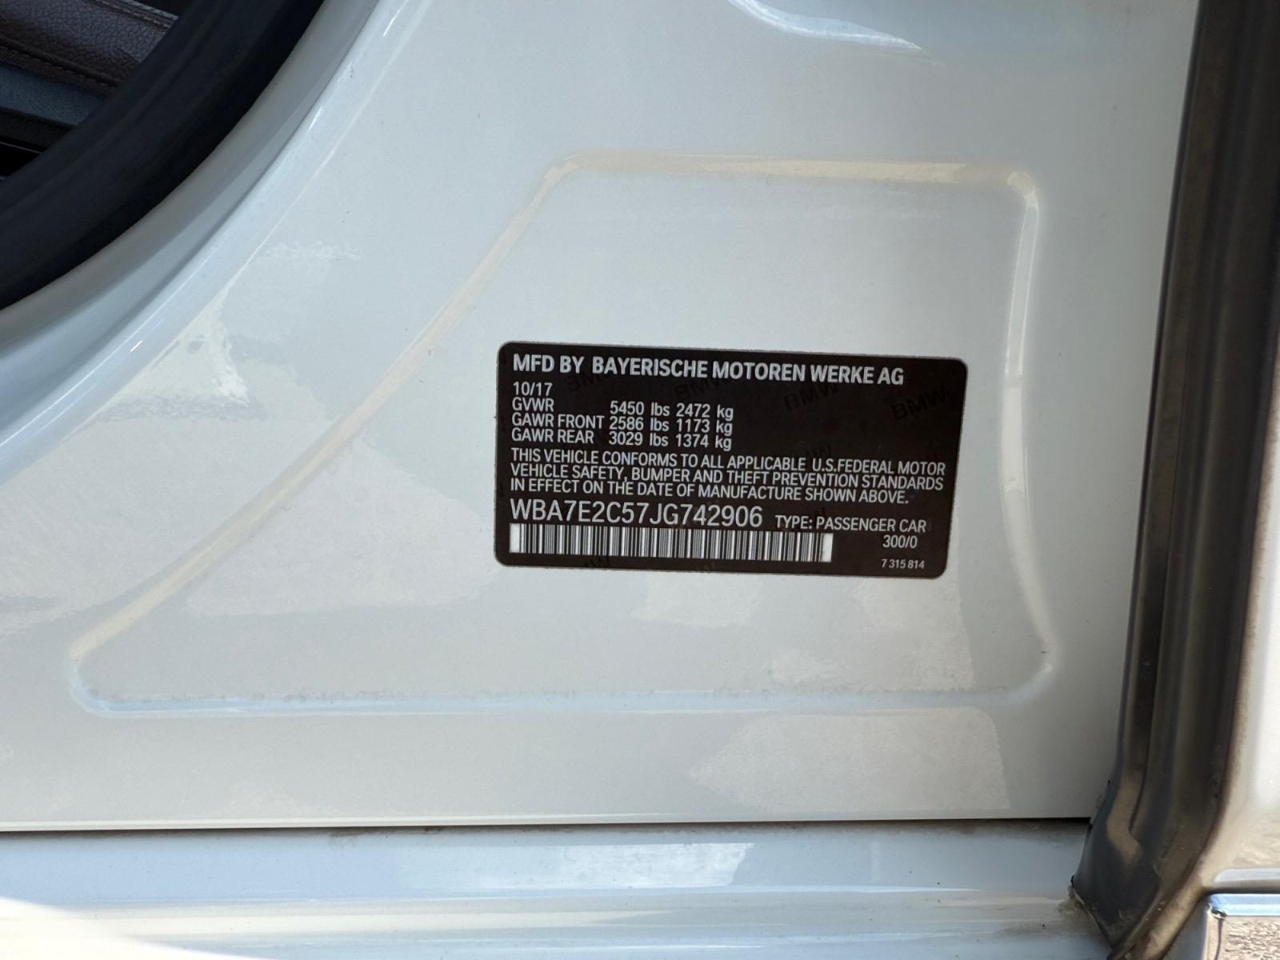 MFD BY BAYERISCHE MOTOREN WERKE AG
10/17
GVWR 5450 lbs 2472 kg
GAWR FRONT 2586 lbs 1173 kg
GAWR REAR 3029 lbs 1374 kg
THIS VEHICLE CONFORMS TO ALL APPLICABLE U.S.FEDERAL MOTOR
VEHICLE SAFETY, BUMPER AND THEFT PREVENTION STANDARDS
IN EFFECT ON THE DATE OF MANUFACTURE SHOWN ABOVE.
WBA7E2C57JG742906 TYPE: PASSENGER CAR
300/0
7 315 814
BMW
BMW
BMW